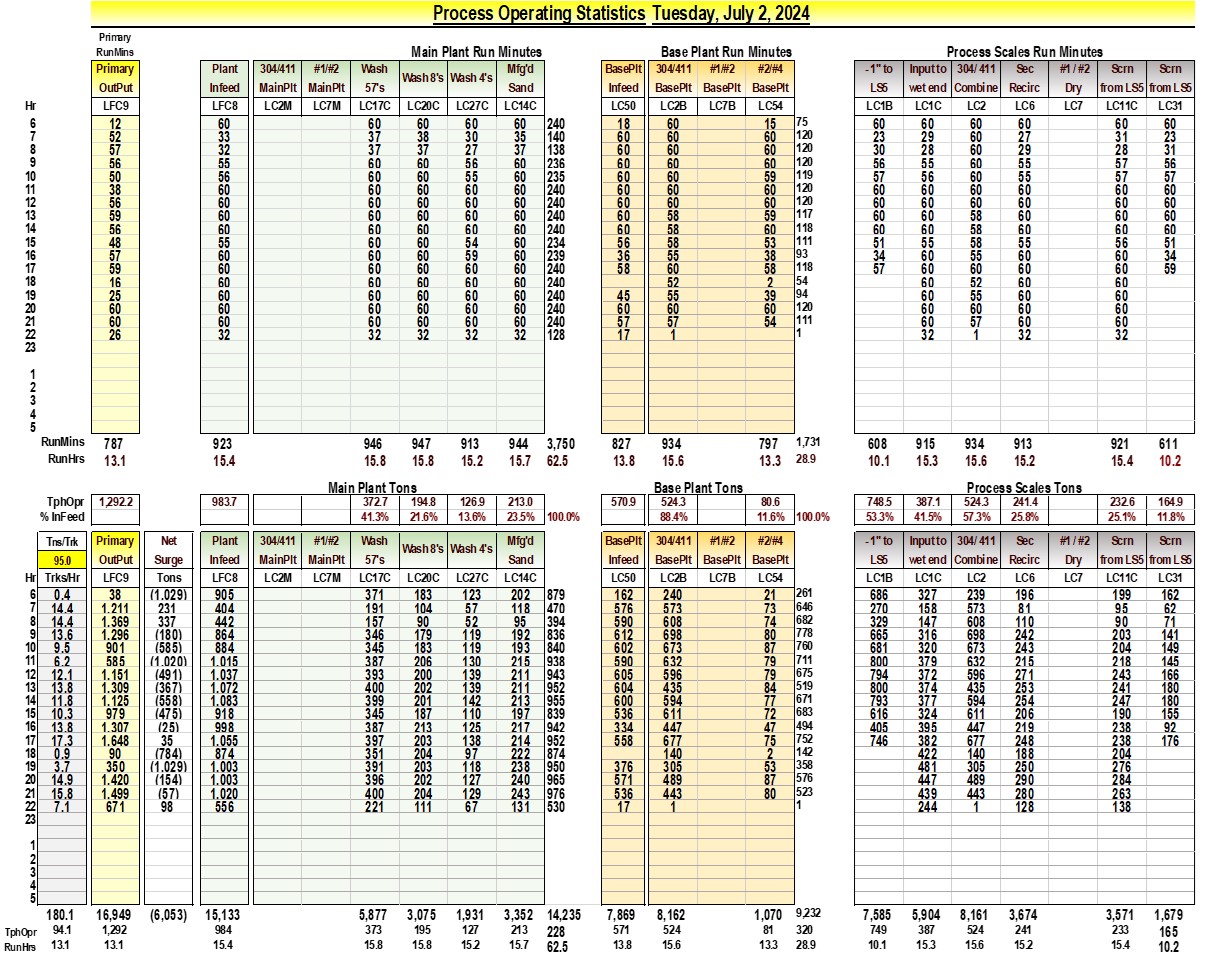 Process Operating Statistics Tuesday, July 2, 2024
Primary
RunMins Main Plant Run Minutes Base Plant Run Minutes Process Scales Run Minutes
Primary Plant 304/411 #1/#2 Wash Wash 8's Wash 4's Mfg'd BasePlt 304/411 #1/#2 #2/#4 -1" to Input to 304/ 411 Sec #1 / #2 Scrn Scrn
OutPut Infeed MainPlt MainPlt 57's Sand Infeed BasePlt BasePlt BasePlt LS5 wet end Combine Recirc Dry from LS5 from LS5
Hr LFC9 LFC8 LC2M LC7M LC17C LC20C LC27C LC14C LC50 LC2B LC7B LC54 LC1B LC1C LC2 LC6 LC7 LC11C LC31
6 12 60 60 60 60 60 240 18 60 15 75 60 60 60 60 60 60
7 52 33 37 38 30 35 140 60 60 60 120 23 29 60 27 31 23
8 57 32 37 37 27 37 138 60 60 60 120 30 28 60 29 28 31
9 56 55 60 60 56 60 236 60 60 60 120 56 55 60 55 57 56
10 50 56 60 60 55 60 235 60 60 59 119 57 56 60 55 57 57
11 38 60 60 60 60 60 240 60 60 60 120 60 60 60 60 60 60
12 56 60 60 60 60 60 240 60 60 60 120 60 60 60 60 60 60
13 59 60 60 60 60 60 240 60 58 59 117 60 60 58 60 60 60
14 56 60 60 60 60 60 240 60 58 60 118 60 60 58 60 60 60
15 48 55 60 60 54 60 234 56 58 53 111 51 55 58 55 56 51
16 57 60 60 60 59 60 239 36 55 38 93 34 60 55 60 60 34
17 59 60 60 60 60 60 240 58 60 58 118 57 60 60 60 60 59
18 16 60 60 60 60 60 240 52 2 54 60 52 60 60
19 25 60 60 60 60 60 240 45 55 39 94 60 55 60 60
20 60 60 60 60 60 60 240 60 60 60 120 60 60 60 60
21 60 60 60 60 60 60 240 57 57 54 111 60 57 60 60
22 26 32 32 32 32 32 128 17 1 1 32 1 32 32
23
1
2
3
4
5
RunMins 787 923 946 947 913 944 3,750 827 934 797 1,731 608 915 934 913 921 611
RunHrs 13.1 15.4 15.8 15.8 15.2 15.7 62.5 13.8 15.6 13.3 28.9 10.1 15.3 15.6 15.2 15.4 10.2
Main Plant Tons Base Plant Tons Process Scales Tons
TphOpr 1,292.2 983.7 372.7 194.8 126.9 213.0 570.9 524.3 80.6 748.5 387.1 524.3 241.4 232.6 164.9
% InFeed 41.3% 21.6% 13.6% 23.5% 100.0% 88.4% 11.6% 100.0% 53.3% 41.5% 57.3% 25.8% 25.1% 11.8%
Tns/Trk Primary Net Plant 304/411 #1/#2 Wash Wash 8's Wash 4's Mfg'd BasePlt 304/411 #1/#2 #2/#4 -1" to Input to 304/ 411 Sec #1 / #2 Scrn Scrn
95.0 OutPut Surge Infeed MainPlt MainPlt 57's Sand Infeed BasePlt BasePlt BasePlt LS5 wet end Combine Recirc Dry from LS5 from LS5
Hr Trks/Hr LFC9 Tons LFC8 LC2M LC7M LC17C LC20C LC27C LC14C LC50 LC2B LC7B LC54 LC1B LC1C LC2 LC6 LC7 LC11C LC31
6 0.4 38 (1,029) 905 371 183 123 202 879 162 240 21 261 686 327 239 196 199 162
7 14.4 1,211 231 404 191 104 57 118 470 576 573 73 646 270 158 573 81 95 62
8 14.4 1,369 337 442 157 90 52 95 394 590 608 74 682 329 147 608 110 90 71
9 13.6 1,296 (180) 864 346 179 119 192 836 612 698 80 778 665 316 698 242 203 141
10 9.5 901 (585) 884 345 183 119 193 840 602 673 87 760 681 320 673 243 204 149
11 6.2 585 (1,020) 1,015 387 206 130 215 938 590 632 79 711 800 379 632 215 218 145
12 12.1 1,151 (491) 1,037 393 200 139 211 943 605 596 79 675 794 372 596 271 243 166
13 13.8 1,309 (367) 1,072 400 202 139 211 952 604 435 84 519 800 374 435 253 241 180
14 11.8 1,125 (558) 1,083 399 201 142 213 955 600 594 77 671 793 377 594 254 247 180
15 10.3 979 (475) 918 345 187 110 197 839 536 611 72 683 616 324 611 206 190 155
16 13.8 1,307 (25) 998 387 213 125 217 942 334 447 47 494 405 395 447 219 238 92
17 17.3 1,648 35 1,055 397 203 138 214 952 558 677 75 752 746 382 677 248 238 176
18 0.9 90 (784) 874 351 204 97 222 874 140 2 142 422 140 188 204
19 3.7 350 (1,029) 1,003 391 203 118 238 950 376 305 53 358 481 305 250 276
20 14.9 1,420 (154) 1,003 396 202 127 240 965 571 489 87 576 447 489 290 284
21 15.8 1,499 (57) 1,020 400 204 129 243 976 536 443 80 523 439 443 280 263
22 7.1 671 98 556 221 111 67 131 530 17 1 1 244 1 128 138
23
1
2
3
4
5
180.1 16,949 (6,053) 15,133 5,877 3,075 1,931 3,352 14,235 7,869 8,162 1,070 9,232 7,585 5,904 8,161 3,674 3,571 1,679
TphOpr 94.1 1,292 984 373 195 127 213 228 571 524 81 320 749 387 524 241 233 165
RunHrs 13.1 13.1 15.4 15.8 15.8 15.2 15.7 62.5 13.8 15.6 13.3 28.9 10.1 15.3 15.6 15.2 15.4 10.2